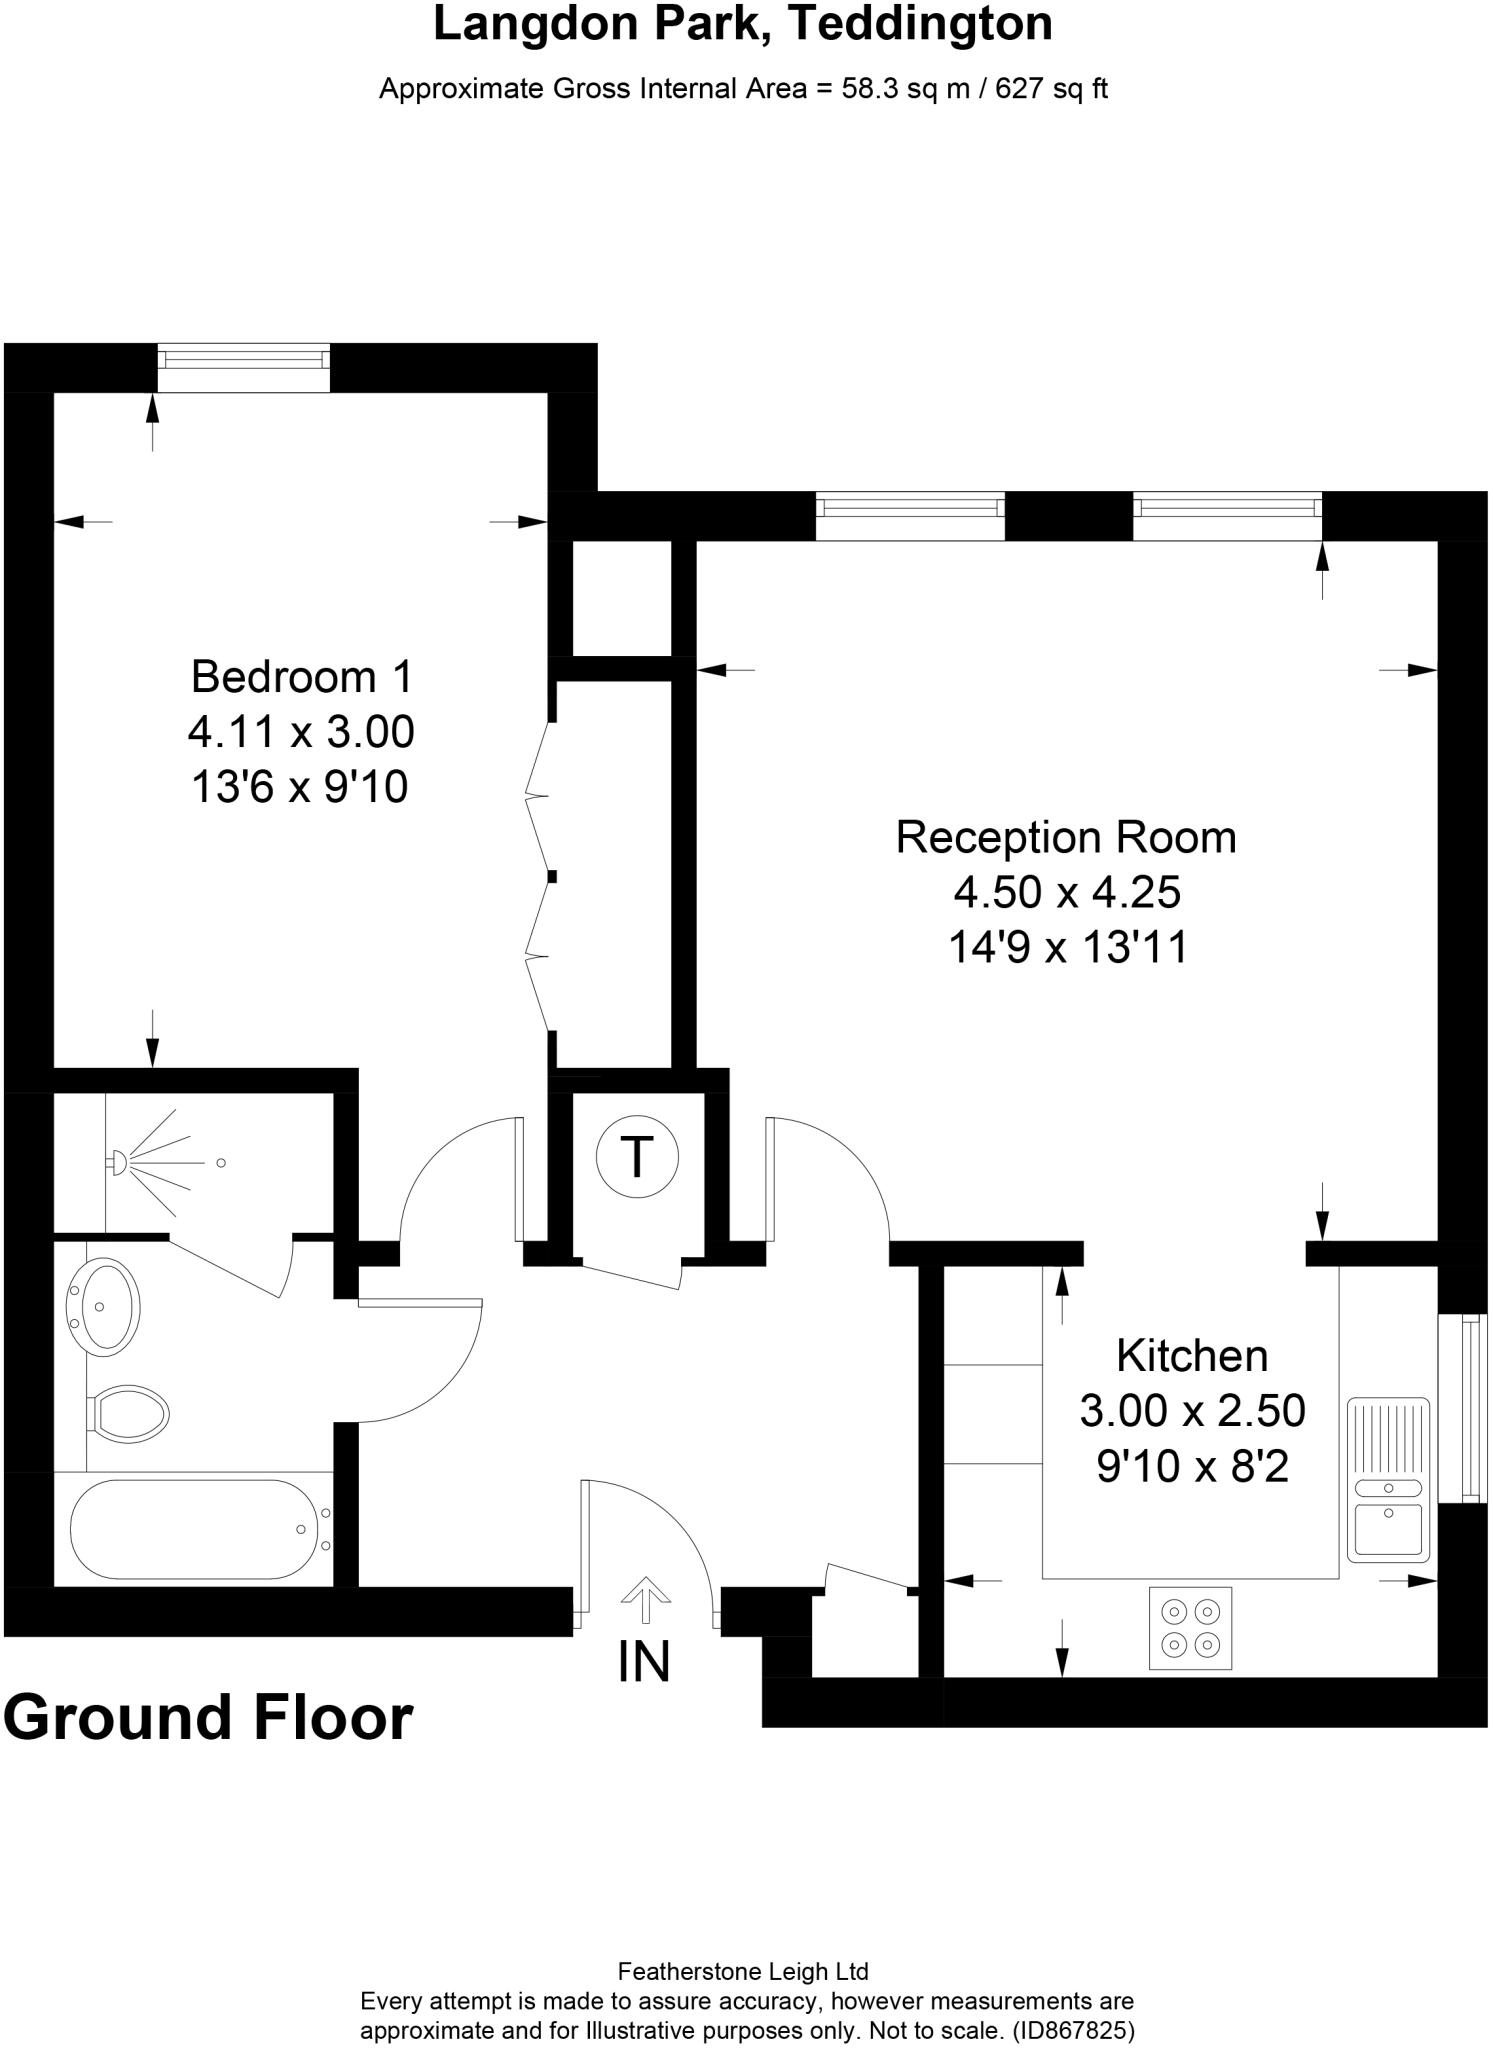 Langdon Park, Teddington
Approximate Gross Internal Area = 58.3 sq m / 627 sq ft
Bedroom 1
4.11 x 3.00
13'6 x 9'10
Reception Room
4.50 x 4.25
14'9 x 13'11
T
Kitchen
3.00 x 2.50
9'10 x 8'2
IN
Ground Floor
Featherstone Leigh Ltd
Every attempt is made to assure accuracy, however measurements are
approximate and for Illustrative purposes only. Not to scale. (ID867825)